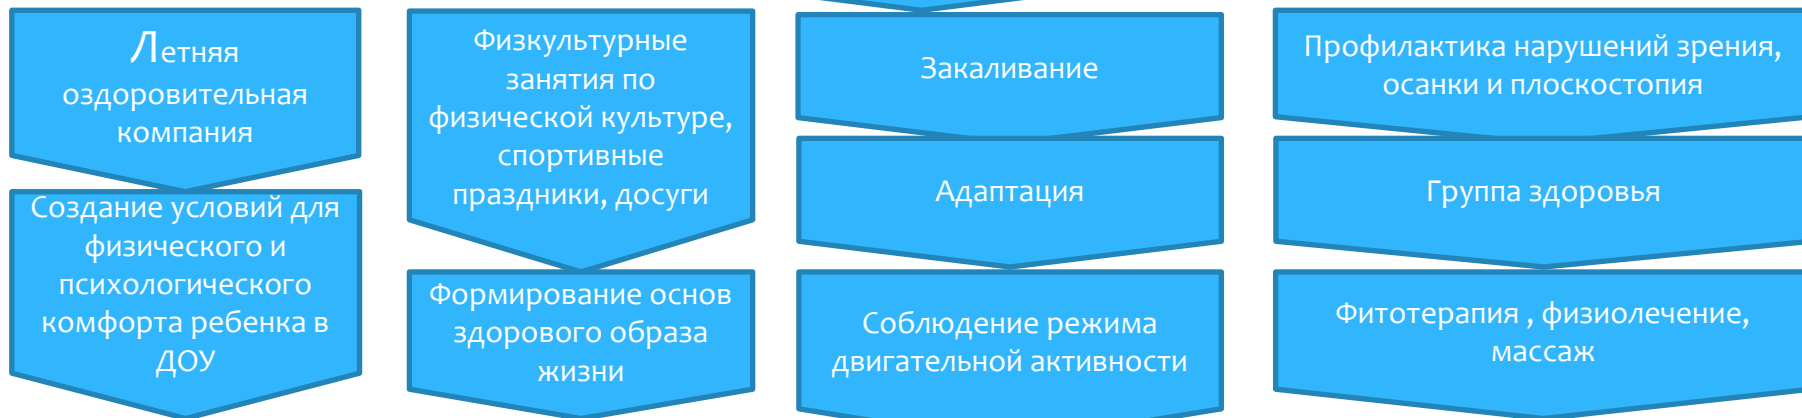 Летняя
оздоровительная
компания
Создание условий для
физического и
психологического
комфорта ребенка в
ДОУ
Физкультурные
занятия по
физической культуре,
спортивные
праздники, досуги
Формирование основ
здорового образа
жизни
Закаливание
Адаптация
Соблюдение режима
двигательной активности
Профилактика нарушений зрения,
осанки и плоскостопия
Группа здоровья
Фитотерапия , физиолечение,
массаж